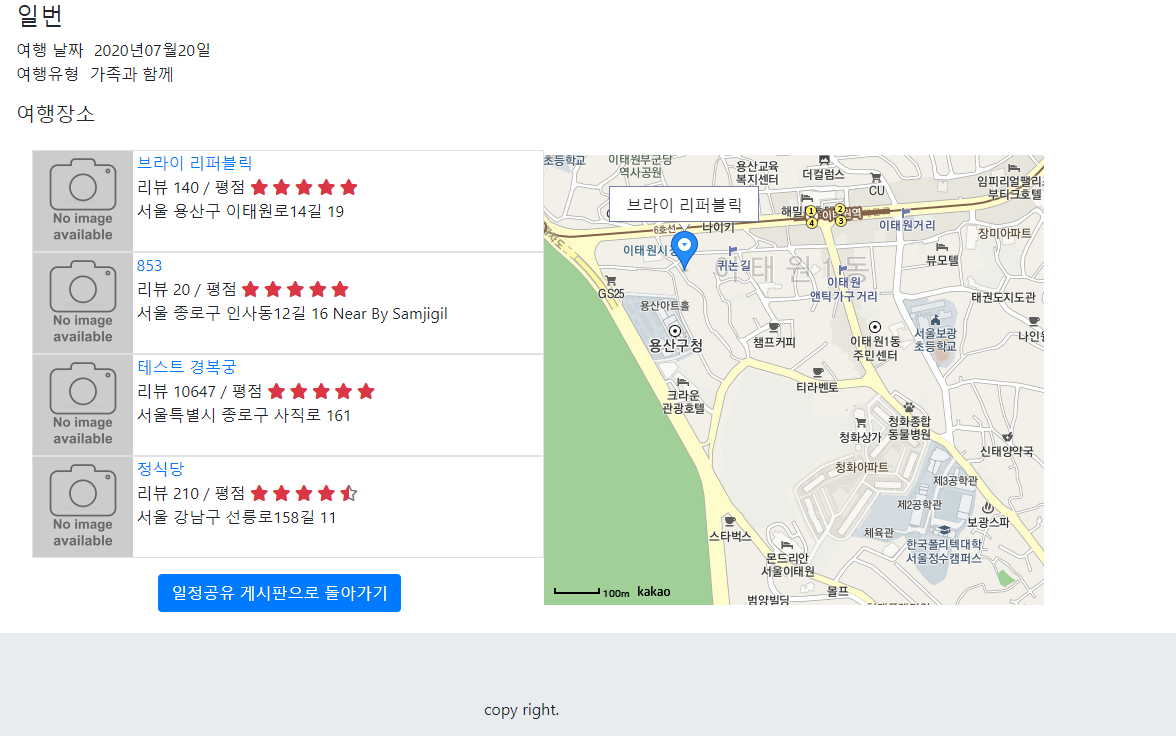 일번
여행 날짜 2020년07월20일
여행유형 가족과 함께
여행장소
No image
available
브라이 리퍼블릭
리뷰 140 / 평점
서울 용산구 이태원로14길 19
No image
available
853
리뷰 20 / 평점
서울 종로구 인사동12길 16 Near By Samjigil
No image
available
테스트 경복궁
리뷰 10647 / 평점
서울특별시 종로구 사직로 161
No image
available
정식당
리뷰 210 / 평점
서울 강남구 선릉로158길 11
일정공유 게시판으로 돌아가기
초등학교
이태원부군당
역사공원
용산교육
복지센터
더컬럼스
CU
임피리얼팰리
부티크호텔
브라이 리퍼블릭
해밀
1
2
3
4
이태원거리
6호선
나이키
장미아파트
이태원시
퀴논길
이태원1동
뷰모텔
GS25
이태원
앤틱가구거리
태권도지도관
용산아트홀
나인
용산구청
캠프커피
이태원1동
주민센터
서울보광
초등학교
티라벤토
크라운
관광호텔
청화상가
청화종합
동물병원
신태양약국
청화아파트
제3공학관
제2공학관
보광스파
스타벅스
체육관
한국폴리텍대학
서울정수캠퍼스
몬드리안
서울이태원
100m kakao
범양빌딩
몰프
copy right.